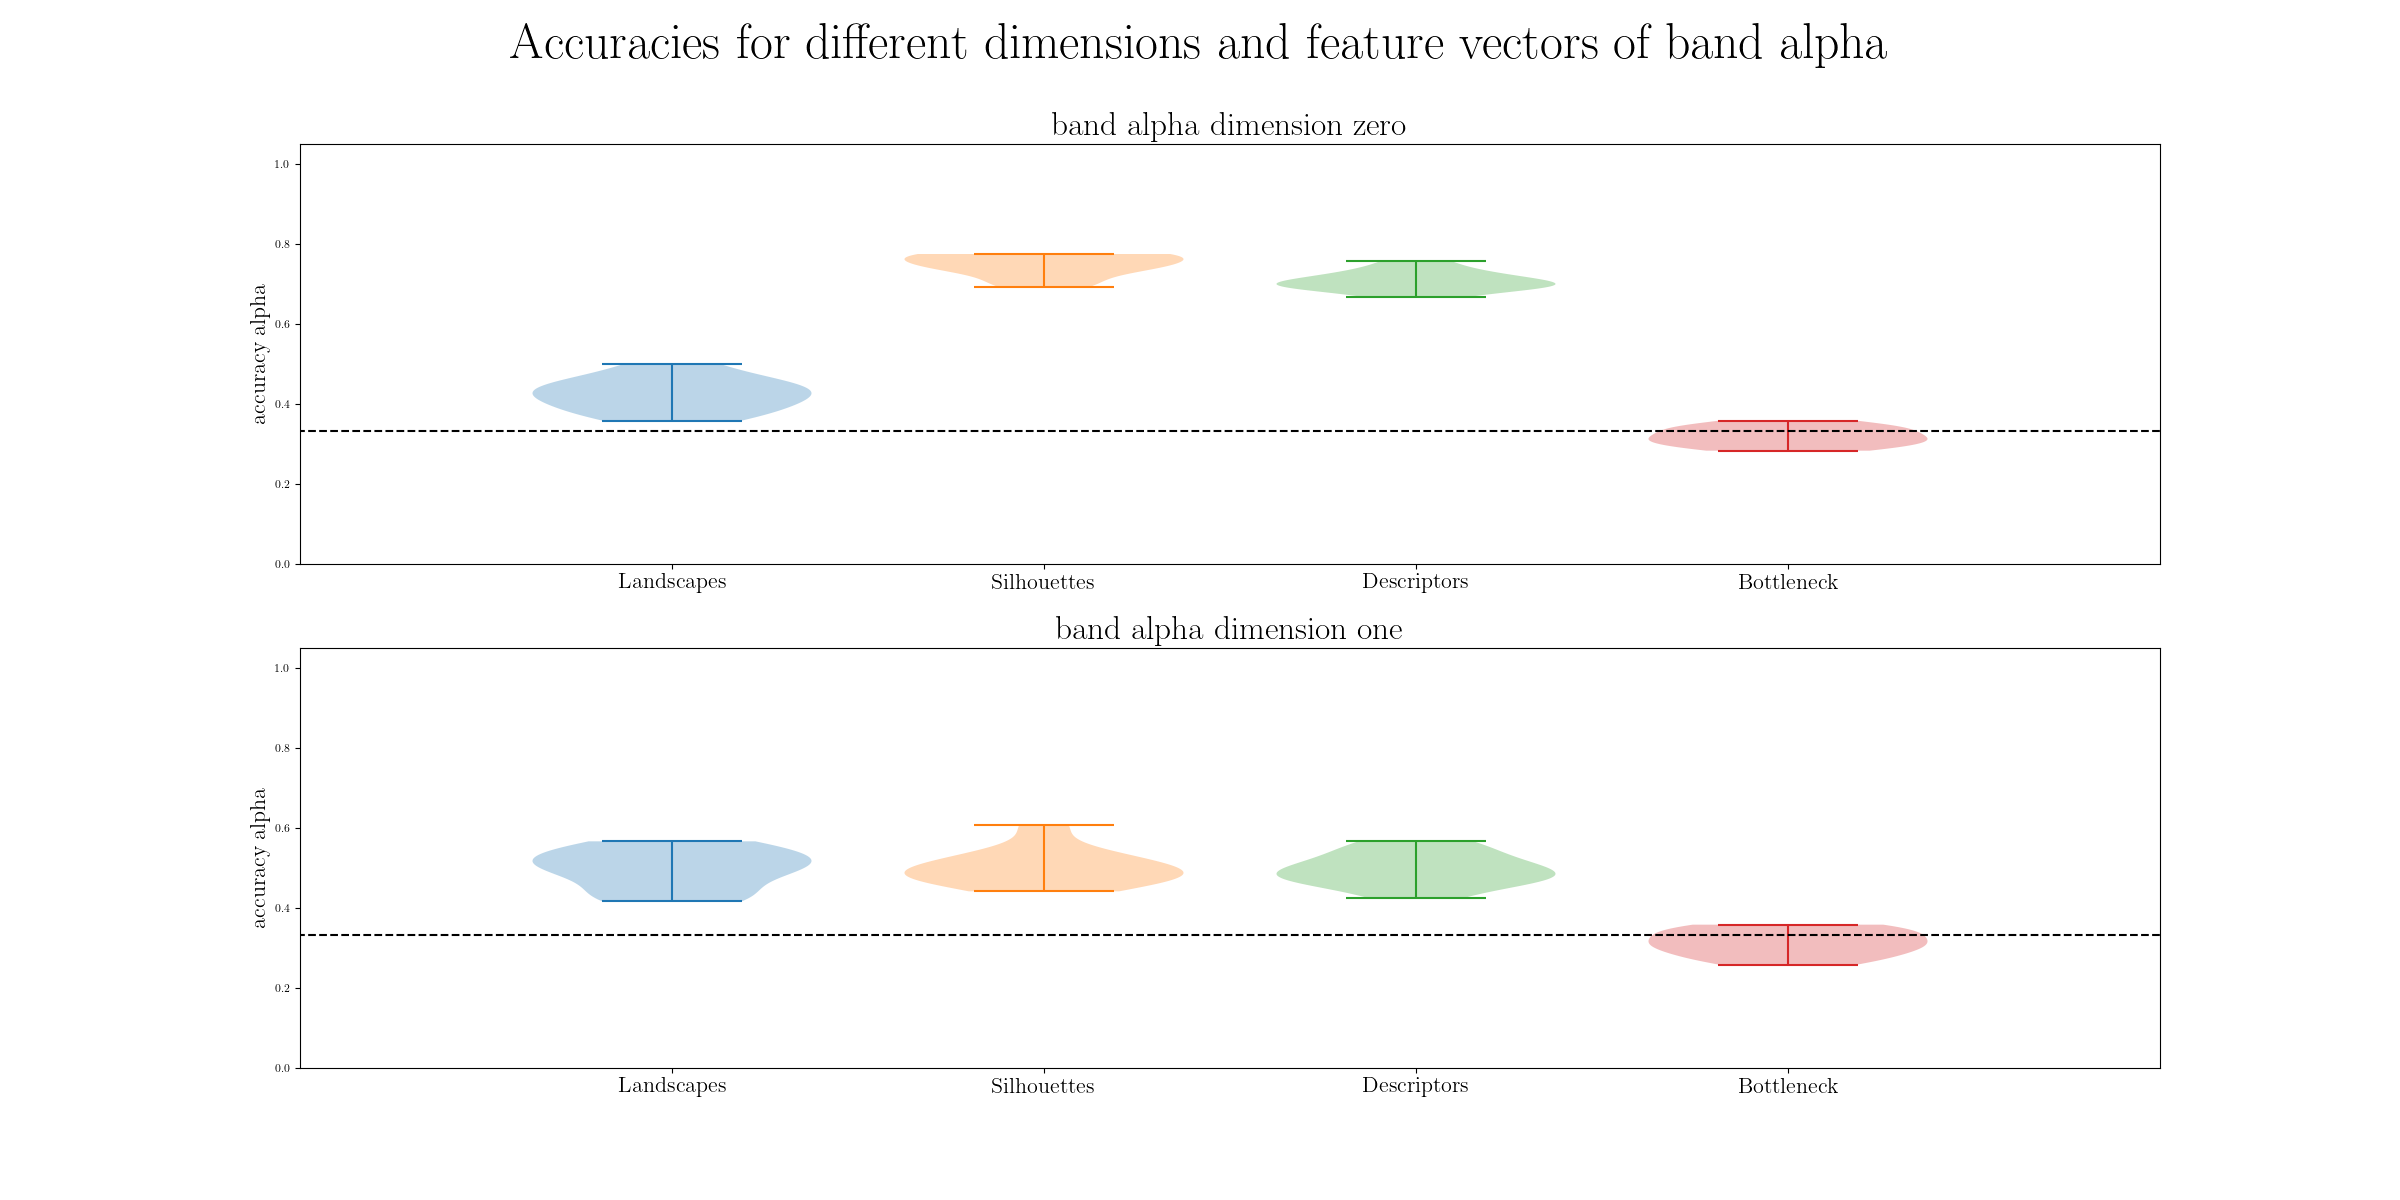 Accuracies for different dimensions and feature vectors of band alpha
band alpha dimension zero
accuracy alpha
1.0
0.8
0.6
0.4
0.2
0.0
Landscapes Silhouettes Descriptors Bottleneck
band alpha dimension one
accuracy alpha
1.0
0.8
0.6
0.4
0.2
0.0
Landscapes Silhouettes Descriptors Bottleneck